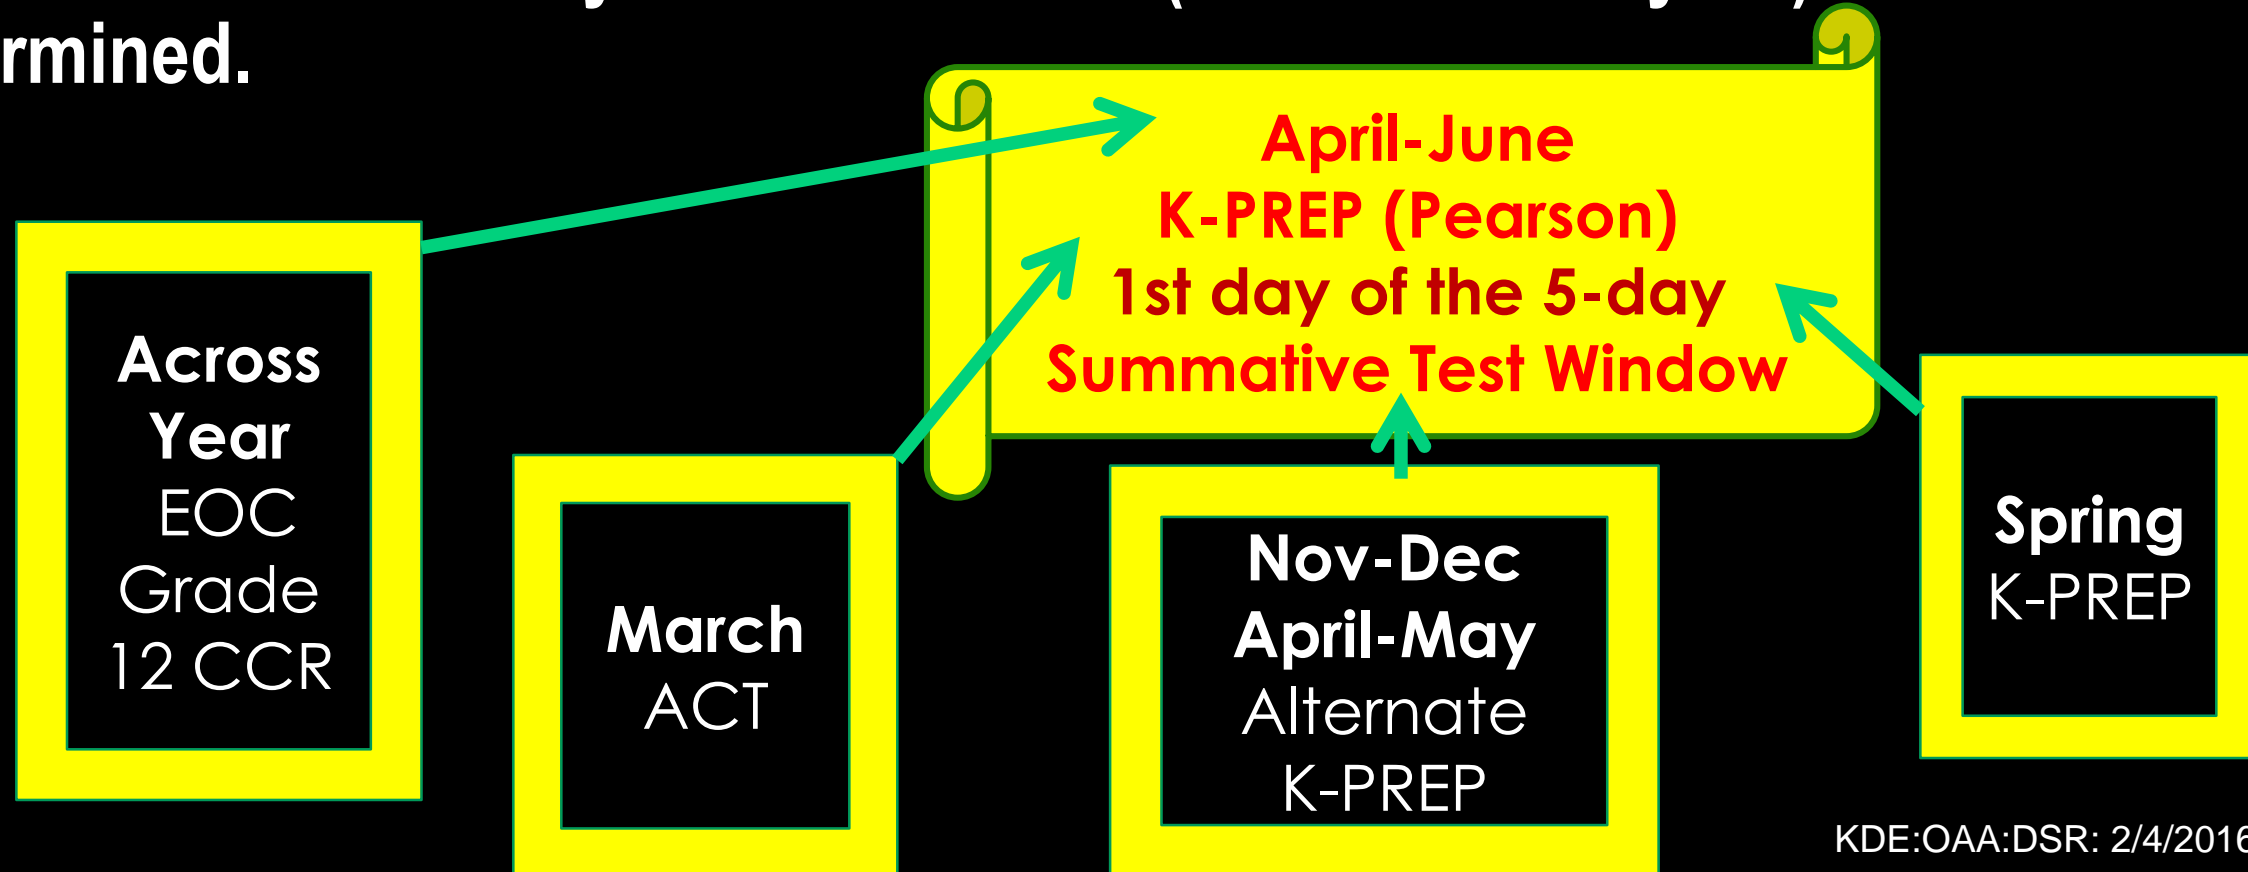 rmined.
April-June
K-PREP (Pearson)
1st day of the 5-day
Summative Test Window
Across
Year
EOC
Grade
12 CCR
March
ACT
Nov-Dec
April-May
Alternate
K-PREP
Spring
K-PREP
KDE:OAA:DSR: 2/4/2016